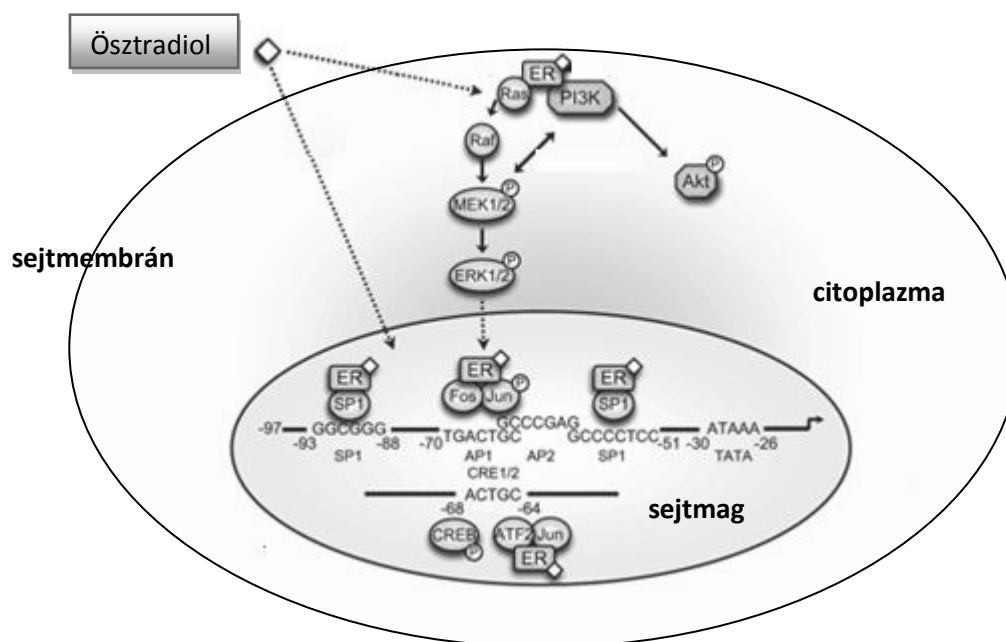 Ösztradiol
ER
Ras
PI3K
Raf
P
Akt
P
MEK1/2
sejtmembrán
P
ERK1/2
citoplazma
ER
ER
ER
SP1
Fos
Jun
P
SP1
GCCCGAG
-97
GGCGGG
TGACTGC
GCCCCTCC
ATAAA
-93
-88
-70
-51
-30
-26
SP1
AP1
AP2
SP1
TATA
CRE1/2
ACTGC
-68
-64
sejtmag
CREB
P
ATF2
Jun
ER